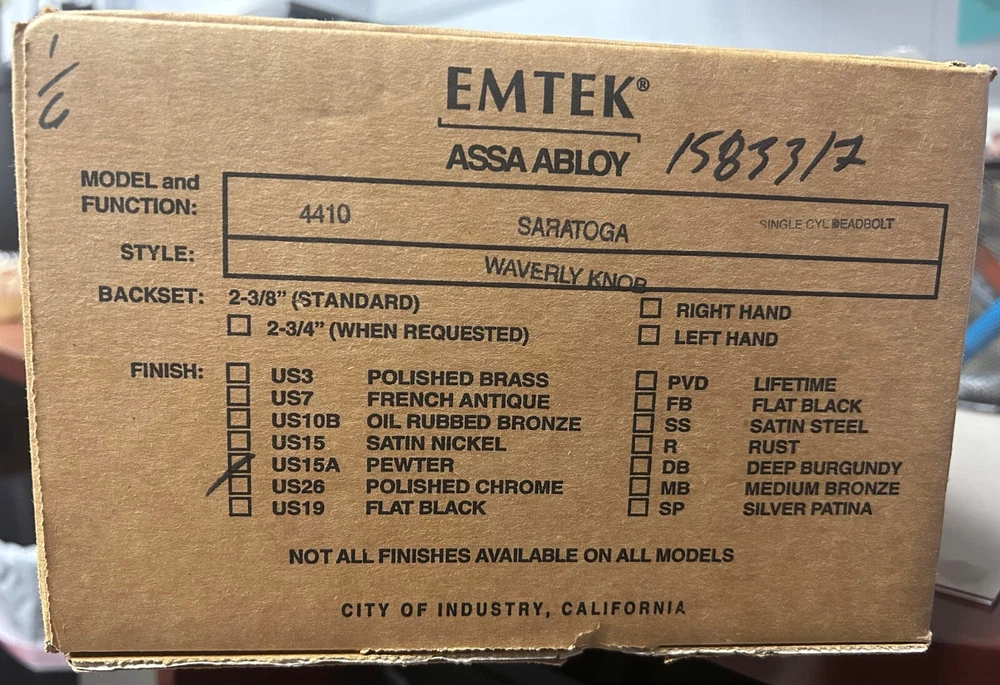 1/6
EMTEK®
ASSA ABLOY 1583317
MODEL and
FUNCTION: 4410 SARATOGA SINGLE CYL DEADBOLT
STYLE: WAVERLY KNOB
BACKSET: 2-3/8” (STANDARD)
2-3/4” (WHEN REQUESTED)
RIGHT HAND
LEFT HAND
FINISH:
US3 POLISHED BRASS
US7 FRENCH ANTIQUE
US10B OIL RUBBED BRONZE
US15 SATIN NICKEL
US15A PEWTER
US26 POLISHED CHROME
US19 FLAT BLACK
PVD LIFETIME
FB FLAT BLACK
SS SATIN STEEL
R RUST
DB DEEP BURGUNDY
MB MEDIUM BRONZE
SP SILVER PATINA
NOT ALL FINISHES AVAILABLE ON ALL MODELS
CITY OF INDUSTRY, CALIFORNIA